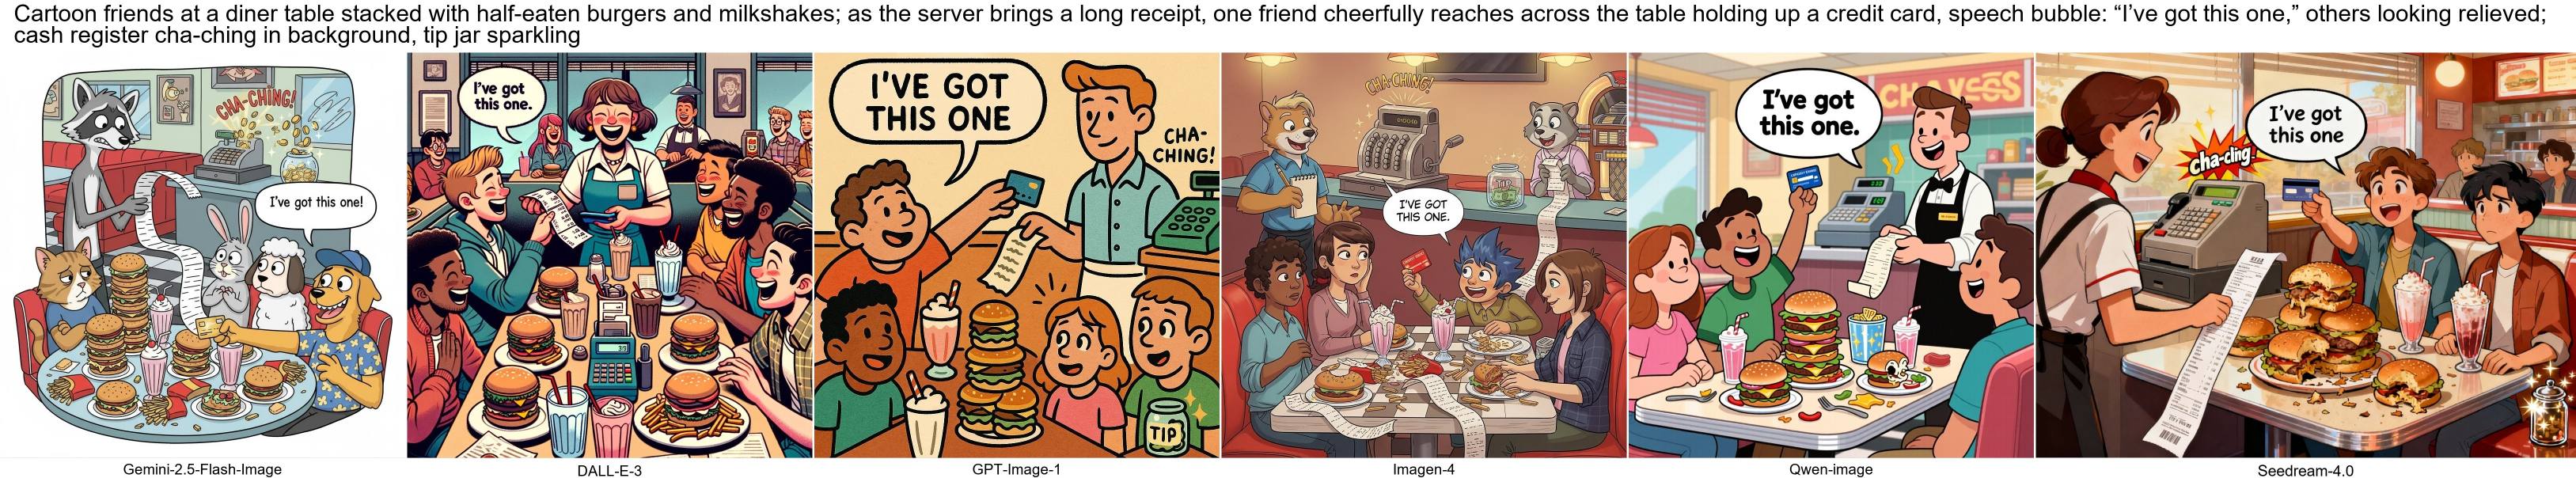 Cartoon friends at a diner table stacked with half-eaten burgers and milkshakes; as the server brings a long receipt, one friend cheerfully reaches across the table holding up a credit card, speech bubble: “I’ve got this one,” others looking relieved;
cash register cha-ching in background, tip jar sparkling
CHA-CHING!
I've got this one!
I've got
this one.
I'VE GOT
THIS ONE
CHA-
CHING!
TIP
CHA-CHING!
I'VE GOT
THIS ONE.
I've got
this one.
cha-cling!
I've got
this one
Gemini-2.5-Flash-Image
DALL-E-3
GPT-Image-1
Imagen-4
Qwen-image
Seedream-4.0